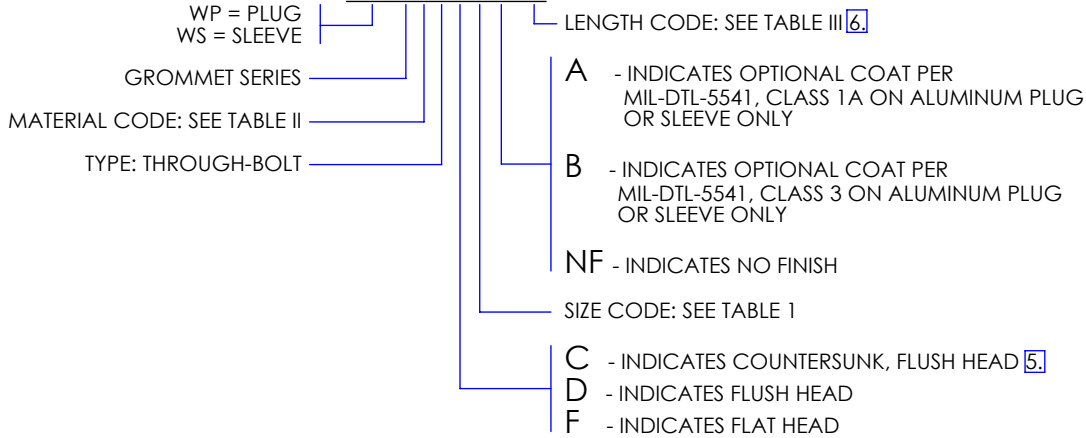 WP = PLUG
WS = SLEEVE
GROMMET SERIES
MATERIAL CODE: SEE TABLE II
TYPE: THROUGH-BOLT
LENGTH CODE: SEE TABLE III 6.
A - INDICATES OPTIONAL COAT PER
MIL-DTL-5541, CLASS 1A ON ALUMINUM PLUG
OR SLEEVE ONLY
B - INDICATES OPTIONAL COAT PER
MIL-DTL-5541, CLASS 3 ON ALUMINUM PLUG
OR SLEEVE ONLY
NF - INDICATES NO FINISH
SIZE CODE: SEE TABLE 1
C - INDICATES COUNTERSUNK, FLUSH HEAD 5.
D - INDICATES FLUSH HEAD
F - INDICATES FLAT HEAD